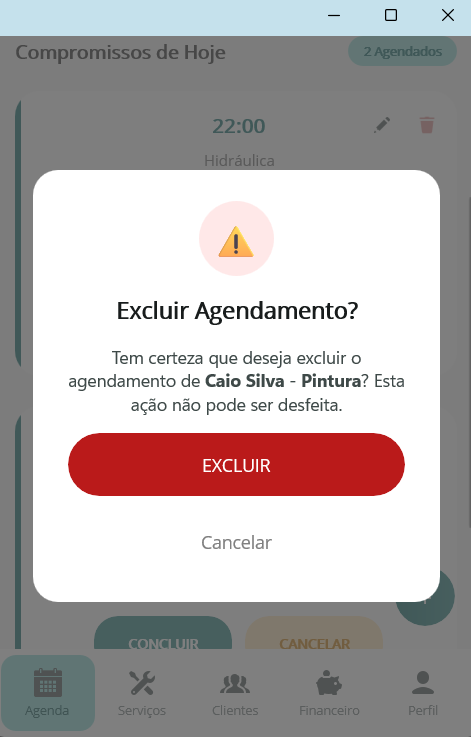 Compromissos de Hoje
2 Agendados
22:00
Hidráulica
Excluir Agendamento?
Tem certeza que deseja excluir o
agendamento de Caio Silva - Pintura? Esta
ação não pode ser desfeita.
EXCLUIR
Cancelar
CONCLUIR
CANCELAR
Agenda
Serviços
Clientes
Financeiro
Perfil